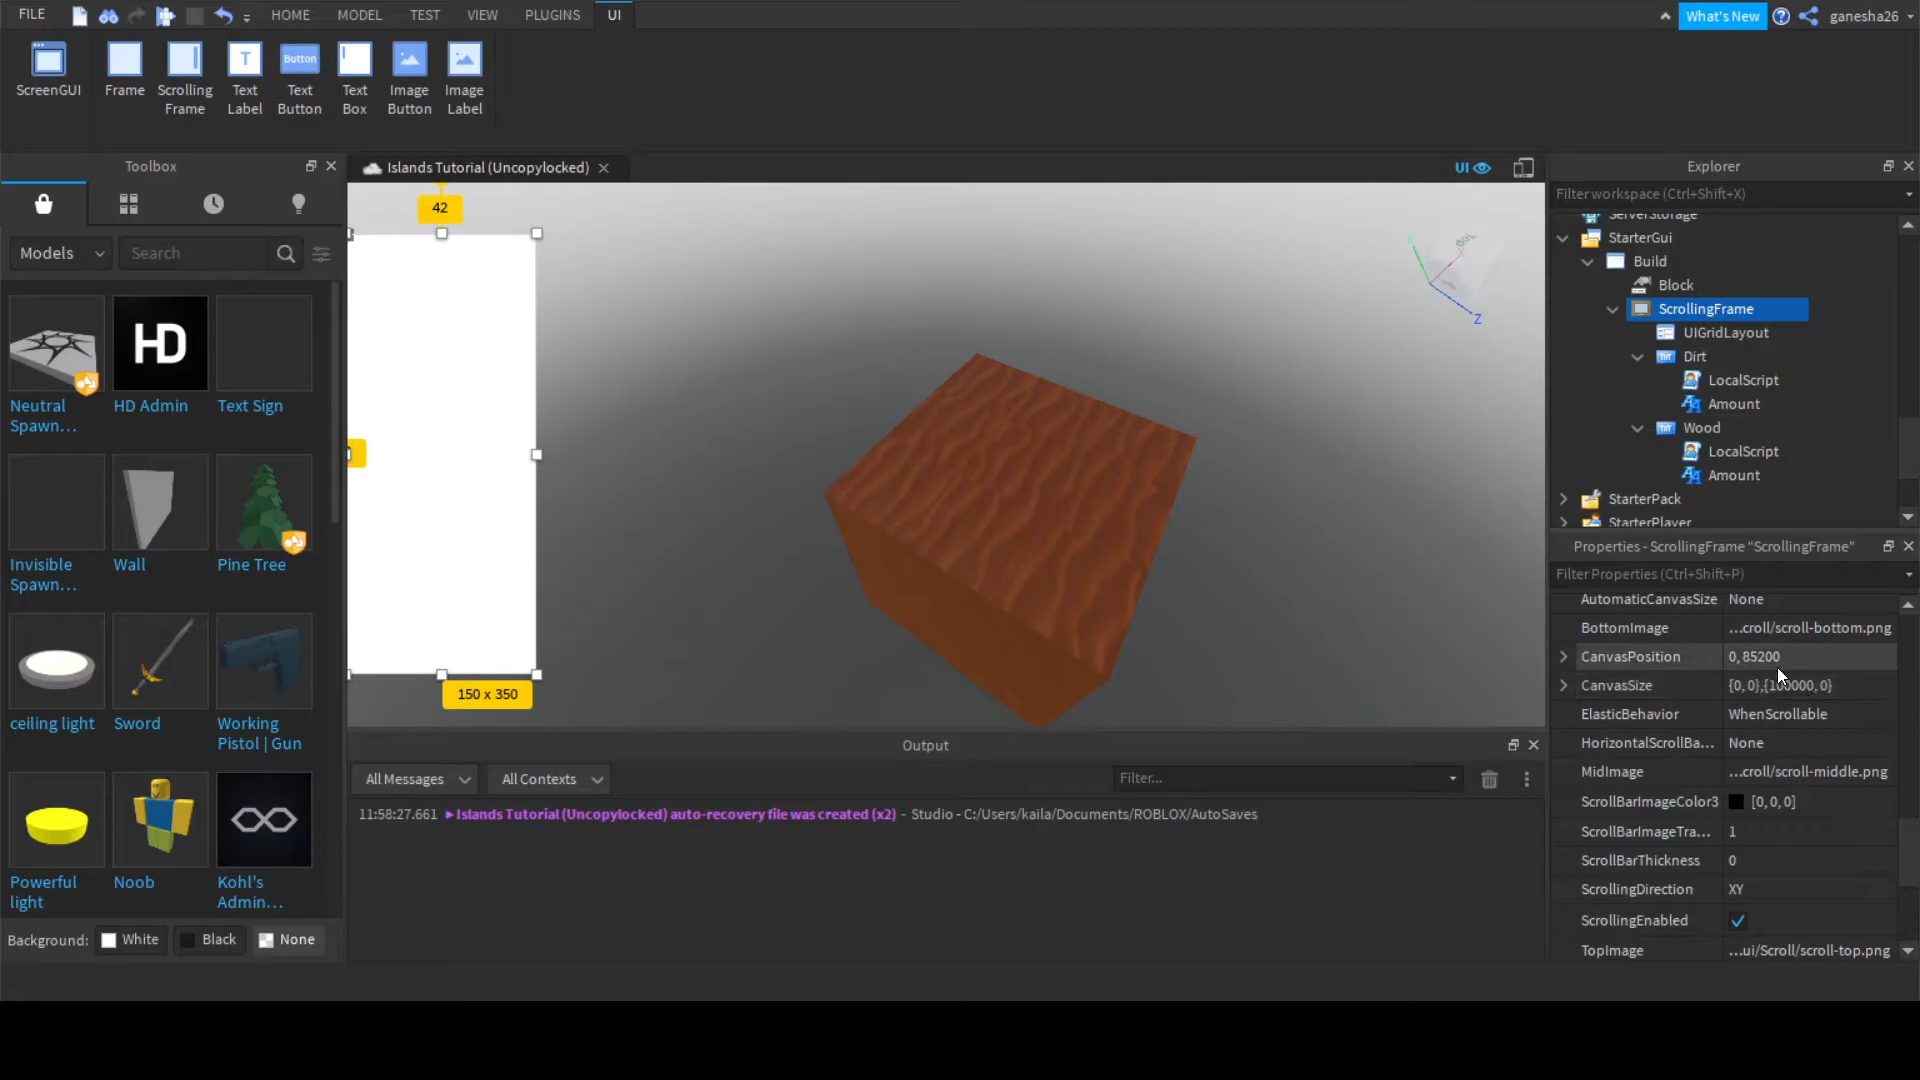 FILE
HOME
MODEL
TEST
VIEW
PLUGINS
UI
What's New
ganesha26
ScreenGUI
Frame
Scrolling
Frame
Text
Label
Text
Button
Text
Box
Image
Button
Image
Label
Button
T
Toolbox
Models
Search
HD
Neutral
Spawn...
HD Admin
Text Sign
Invisible
Spawn...
Wall
Pine Tree
ceiling light
Sword
Working
Pistol | Gun
Powerful
light
Noob
Kohl's
Admin...
Background:
White
Black
None
Islands Tutorial (Uncopylocked)
UI
42
150 x 350
Z
Output
All Messages
All Contexts
Filter...
11:58:27.661 ▸ Islands Tutorial (Uncopylocked) auto-recovery file was created (x2) - Studio - C:/Users/kaila/Documents/ROBLOX/AutoSaves
Explorer
Filter workspace (Ctrl+Shift+X)
ServerStorage
StarterGui
Build
Block
ScrollingFrame
UIGridLayout
Dirt
LocalScript
Amount
Wood
LocalScript
Amount
StarterPack
StarterPlayer
Properties - ScrollingFrame "ScrollingFrame"
Filter Properties (Ctrl+Shift+P)
AutomaticCanvasSize None
BottomImage ...croll/scroll-bottom.png
CanvasPosition 0, 85200
CanvasSize {0, 0},{100000, 0}
ElasticBehavior WhenScrollable
HorizontalScrollBa... None
MidImage ...croll/scroll-middle.png
ScrollBarImageColor3 [0, 0, 0]
ScrollBarImageTra... 1
ScrollBarThickness 0
ScrollingDirection XY
ScrollingEnabled
TopImage ...ui/Scroll/scroll-top.png